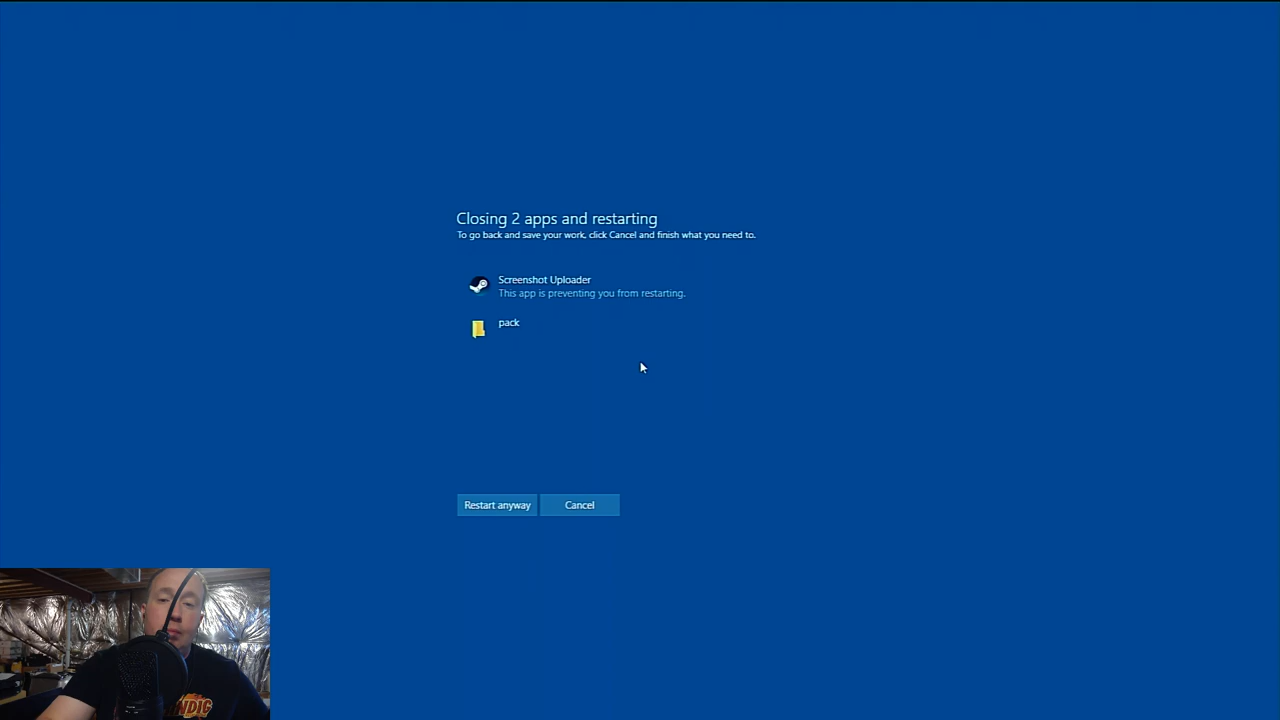 Closing 2 apps and restarting
To go back and save your work, click Cancel and finish what you need to.
Screenshot Uploader
This app is preventing you from restarting.
pack
Restart anyway
Cancel